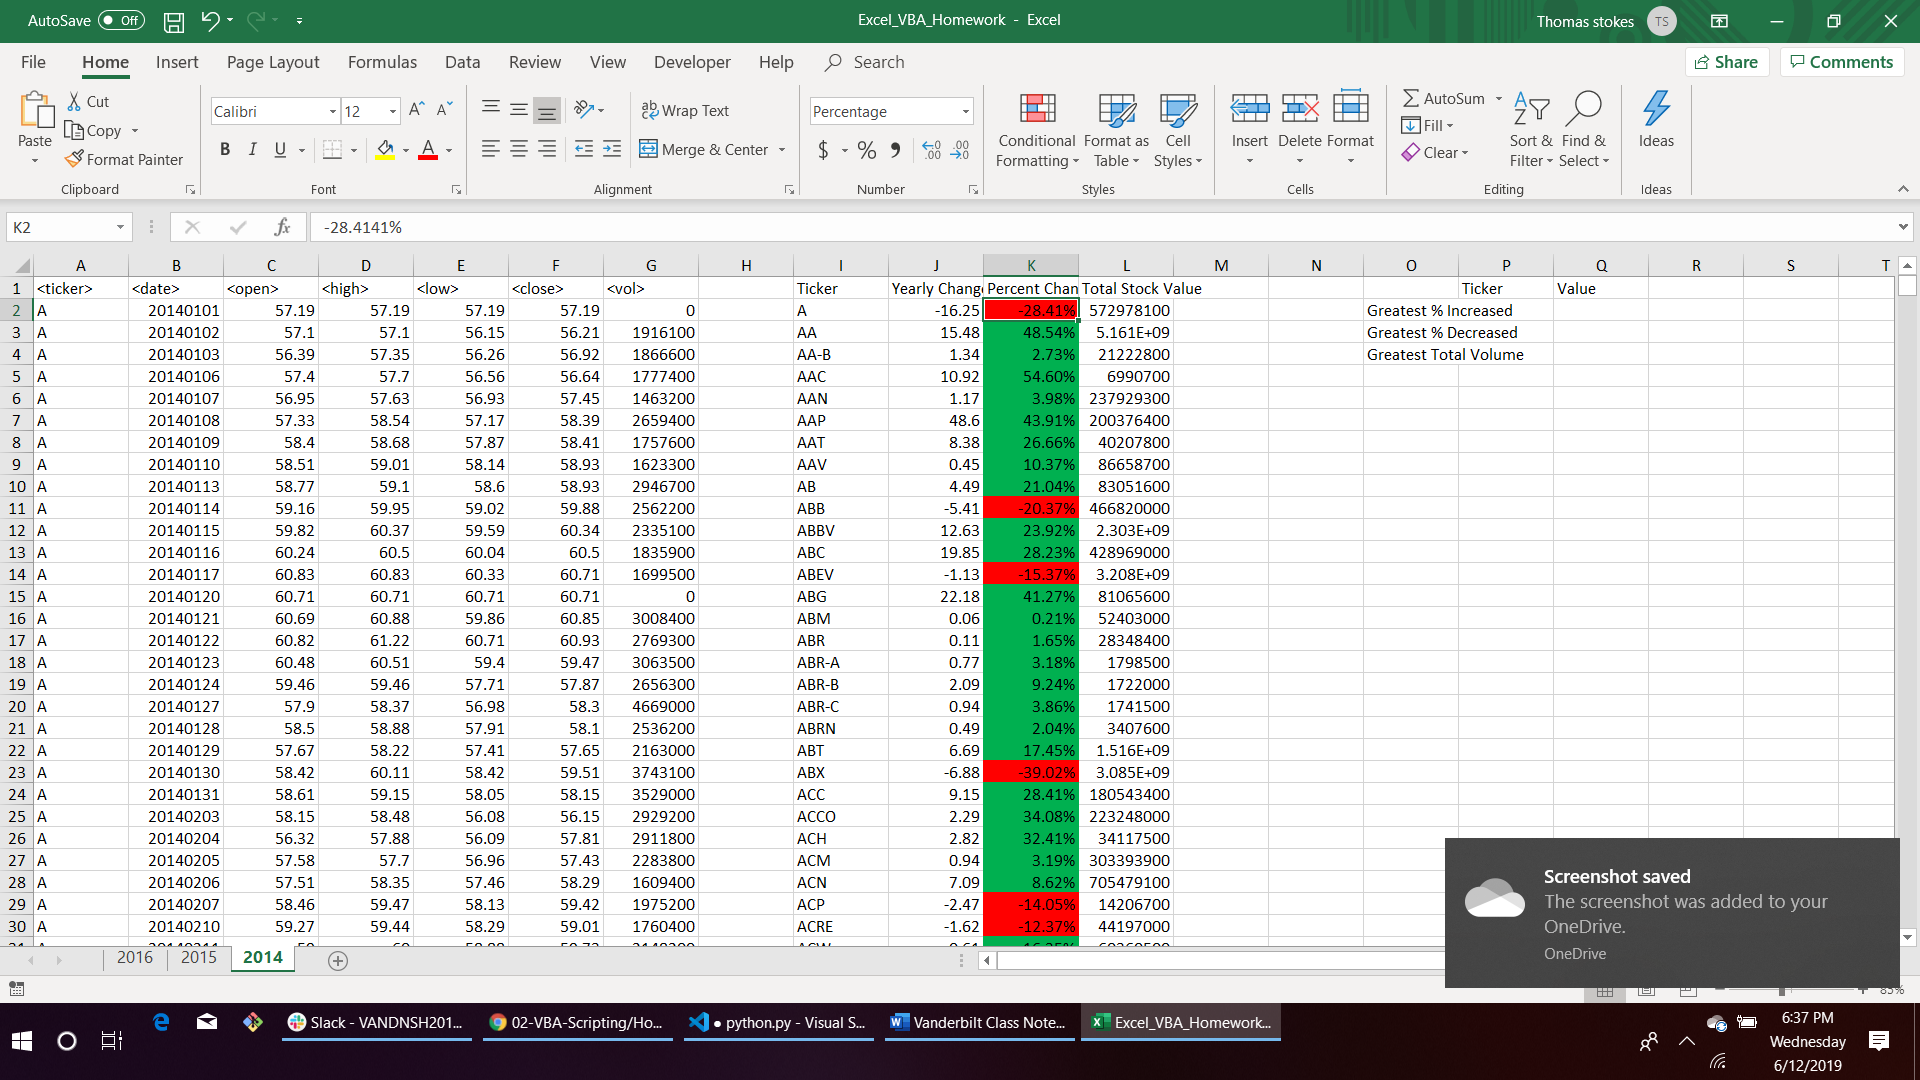 AutoSave Off Excel_VBA_Homework - Excel Thomas stokes TS
File Home Insert Page Layout Formulas Data Review View Developer Help Search Share Comments
Paste Cut Copy Format Painter Clipboard
Calibri 12 B I U A Font
Wrap Text Merge & Center Alignment
Percentage $ % Number
Conditional Formatting Format as Table Cell Styles Styles
Insert Delete Format Cells
AutoSum Fill Clear Sort & Filter Find & Select Editing
Ideas Ideas
K2 fx -28.4141%
A B C D E F G H I J K L M N O P Q R S T
1 <ticker> <date> <open> <high> <low> <close> <vol> Ticker Yearly Chang Percent Chan Total Stock Value Ticker Value
2 A 20140101 57.19 57.19 57.19 57.19 0 A -16.25 -28.41% 572978100 Greatest % Increased
3 A 20140102 57.1 57.1 56.15 56.21 1916100 AA 15.48 48.54% 5.161E+09 Greatest % Decreased
4 A 20140103 56.39 57.35 56.26 56.92 1866600 AA-B 1.34 2.73% 21222800 Greatest Total Volume
5 A 20140106 57.4 57.7 56.56 56.64 1777400 AAC 10.92 54.60% 6990700
6 A 20140107 56.95 57.63 56.93 57.45 1463200 AAN 1.17 3.98% 237929300
7 A 20140108 57.33 58.54 57.17 58.39 2659400 AAP 48.6 43.91% 200376400
8 A 20140109 58.4 58.68 57.87 58.41 1757600 AAT 8.38 26.66% 40207800
9 A 20140110 58.51 59.01 58.14 58.93 1623300 AAV 0.45 10.37% 86658700
10 A 20140113 58.77 59.1 58.6 58.93 2946700 AB 4.49 21.04% 83051600
11 A 20140114 59.16 59.95 59.02 59.88 2562200 ABB -5.41 -20.37% 466820000
12 A 20140115 59.82 60.37 59.59 60.34 2335100 ABBV 12.63 23.92% 2.303E+09
13 A 20140116 60.24 60.5 60.04 60.5 1835900 ABC 19.85 28.23% 428969000
14 A 20140117 60.83 60.83 60.33 60.71 1699500 ABEV -1.13 -15.37% 3.208E+09
15 A 20140120 60.71 60.71 60.71 60.71 0 ABG 22.18 41.27% 81065600
16 A 20140121 60.69 60.88 59.86 60.85 3008400 ABM 0.06 0.21% 52403000
17 A 20140122 60.82 61.22 60.71 60.93 2769300 ABR 0.11 1.65% 28348400
18 A 20140123 60.48 60.51 59.4 59.47 3063500 ABR-A 0.77 3.18% 1798500
19 A 20140124 59.46 59.46 57.71 57.87 2656300 ABR-B 2.09 9.24% 1722000
20 A 20140127 57.9 58.37 56.98 58.3 4669000 ABR-C 0.94 3.86% 1741500
21 A 20140128 58.5 58.88 57.91 58.1 2536200 ABRN 0.49 2.04% 3407600
22 A 20140129 57.67 58.22 57.41 57.65 2163000 ABT 6.69 17.45% 1.516E+09
23 A 20140130 58.42 60.11 58.42 59.51 3743100 ABX -6.88 -39.02% 3.085E+09
24 A 20140131 58.61 59.15 58.05 58.15 3529000 ACC 9.15 28.41% 180543400
25 A 20140203 58.15 58.48 56.08 56.15 2929200 ACCO 2.29 34.08% 223248000
26 A 20140204 56.32 57.88 56.09 57.81 2911800 ACH 2.82 32.41% 34117500
27 A 20140205 57.58 57.7 56.96 57.43 2283800 ACM 0.94 3.19% 303393900
28 A 20140206 57.51 58.35 57.46 58.29 1609400 ACN 7.09 8.62% 705479100
29 A 20140207 58.46 59.47 58.13 59.42 1975200 ACP -2.47 -14.05% 14206700
30 A 20140210 59.27 59.44 58.29 59.01 1760400 ACRE -1.62 -12.37% 44197000
Screenshot saved
The screenshot was added to your
OneDrive.
OneDrive
2016 2015 2014
85%
Slack - VANDNSH201... 02-VBA-Scripting/Ho... ● python.py - Visual S... Vanderbilt Class Note... Excel_VBA_Homework...
6:37 PM
Wednesday
6/12/2019